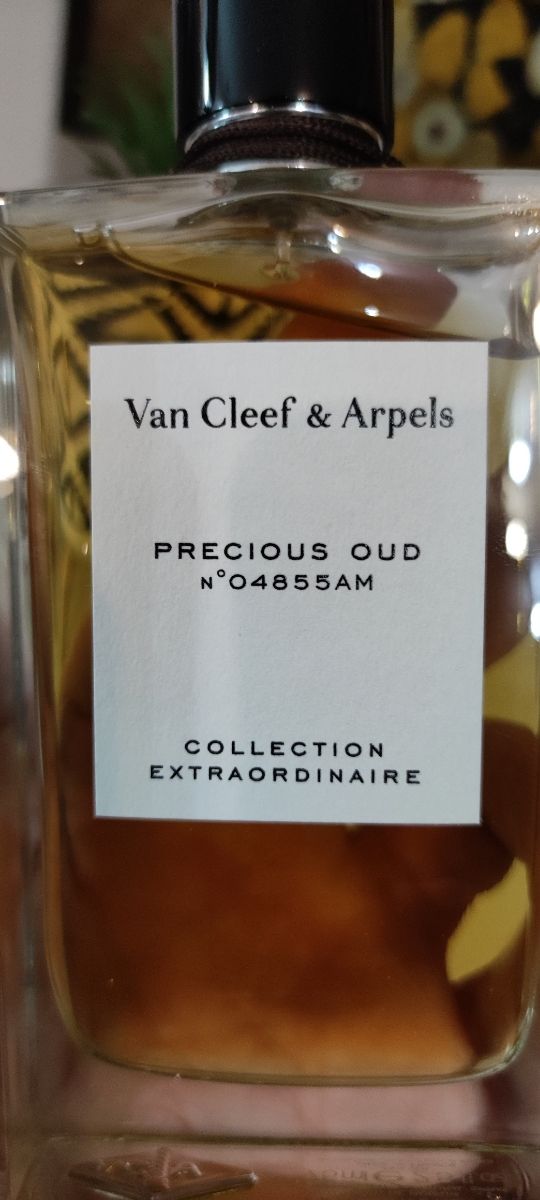 Van Cleef & Arpels
PRECIOUS OUD
N°04855AM
COLLECTION
EXTRAORDINAIRE